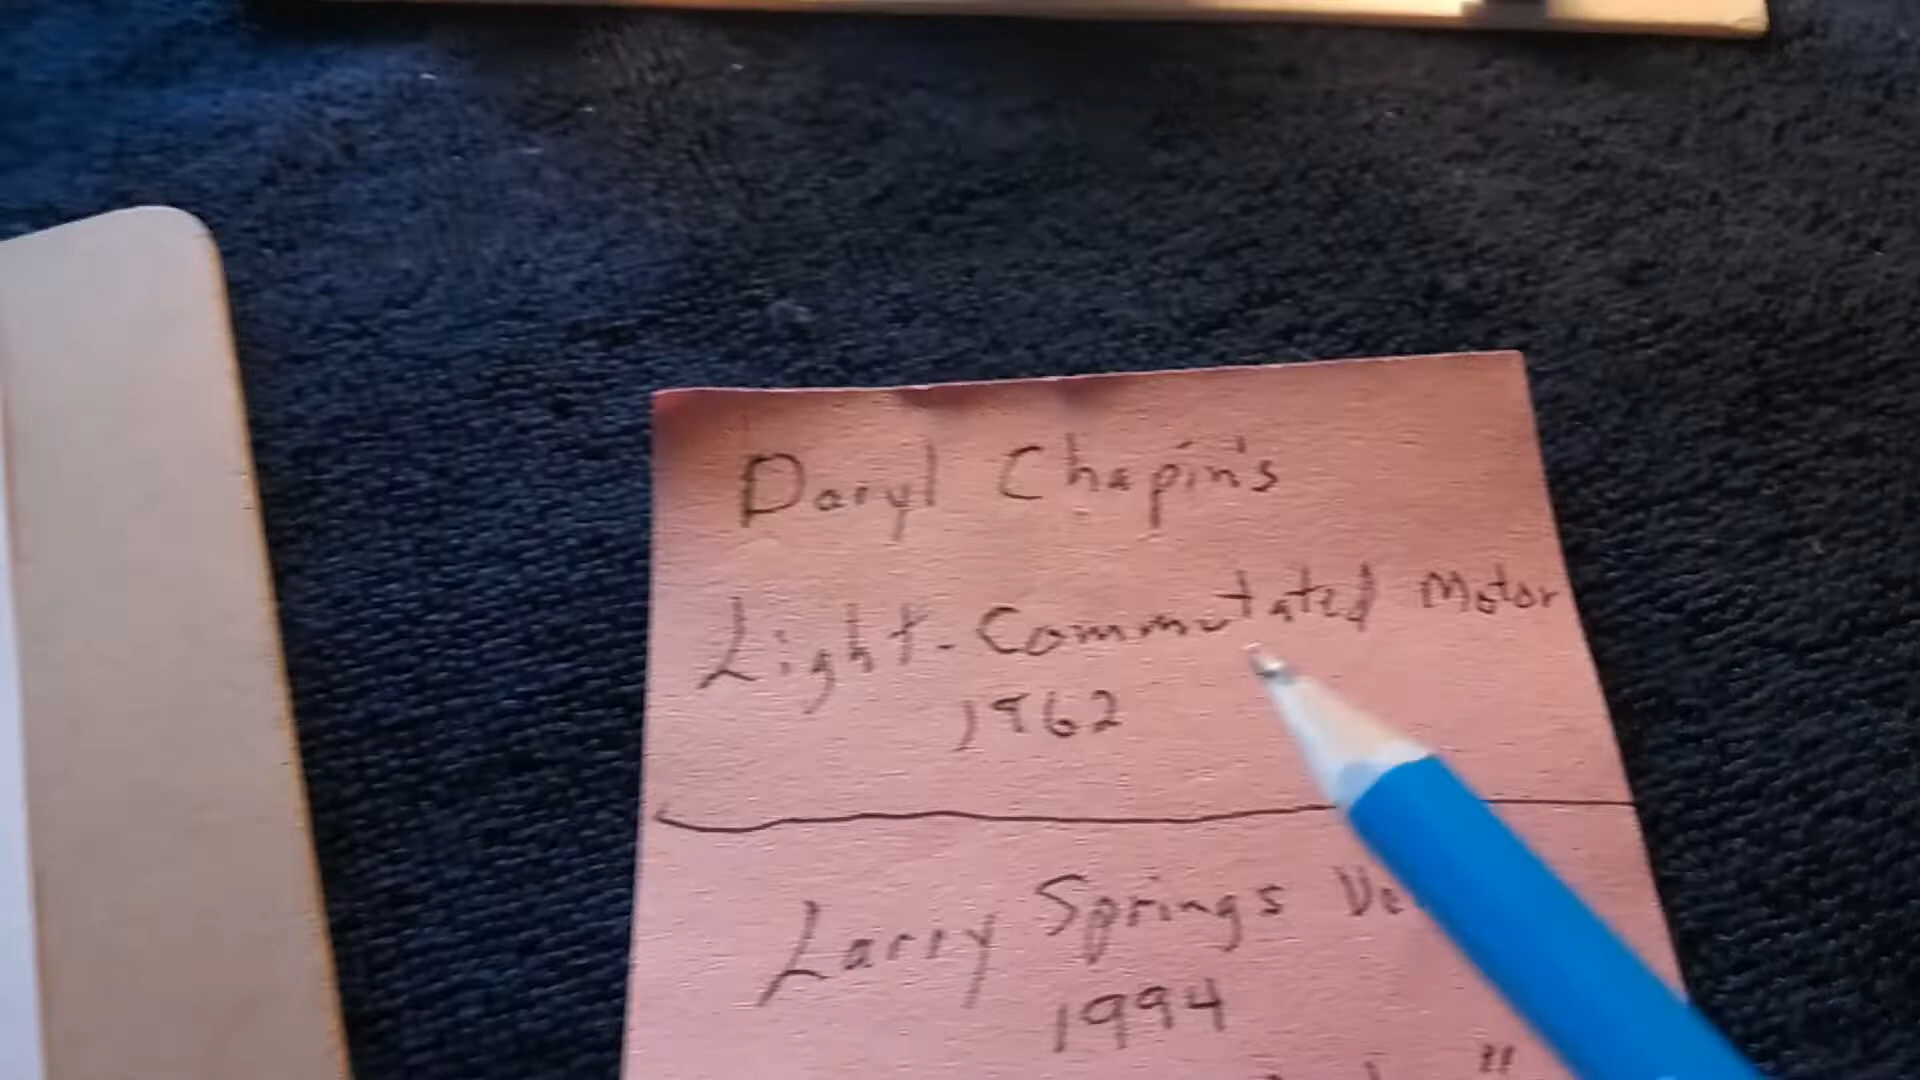 Daryl Chapin's
Light-Commutated Motor
1962
Larry Springs
1994
"